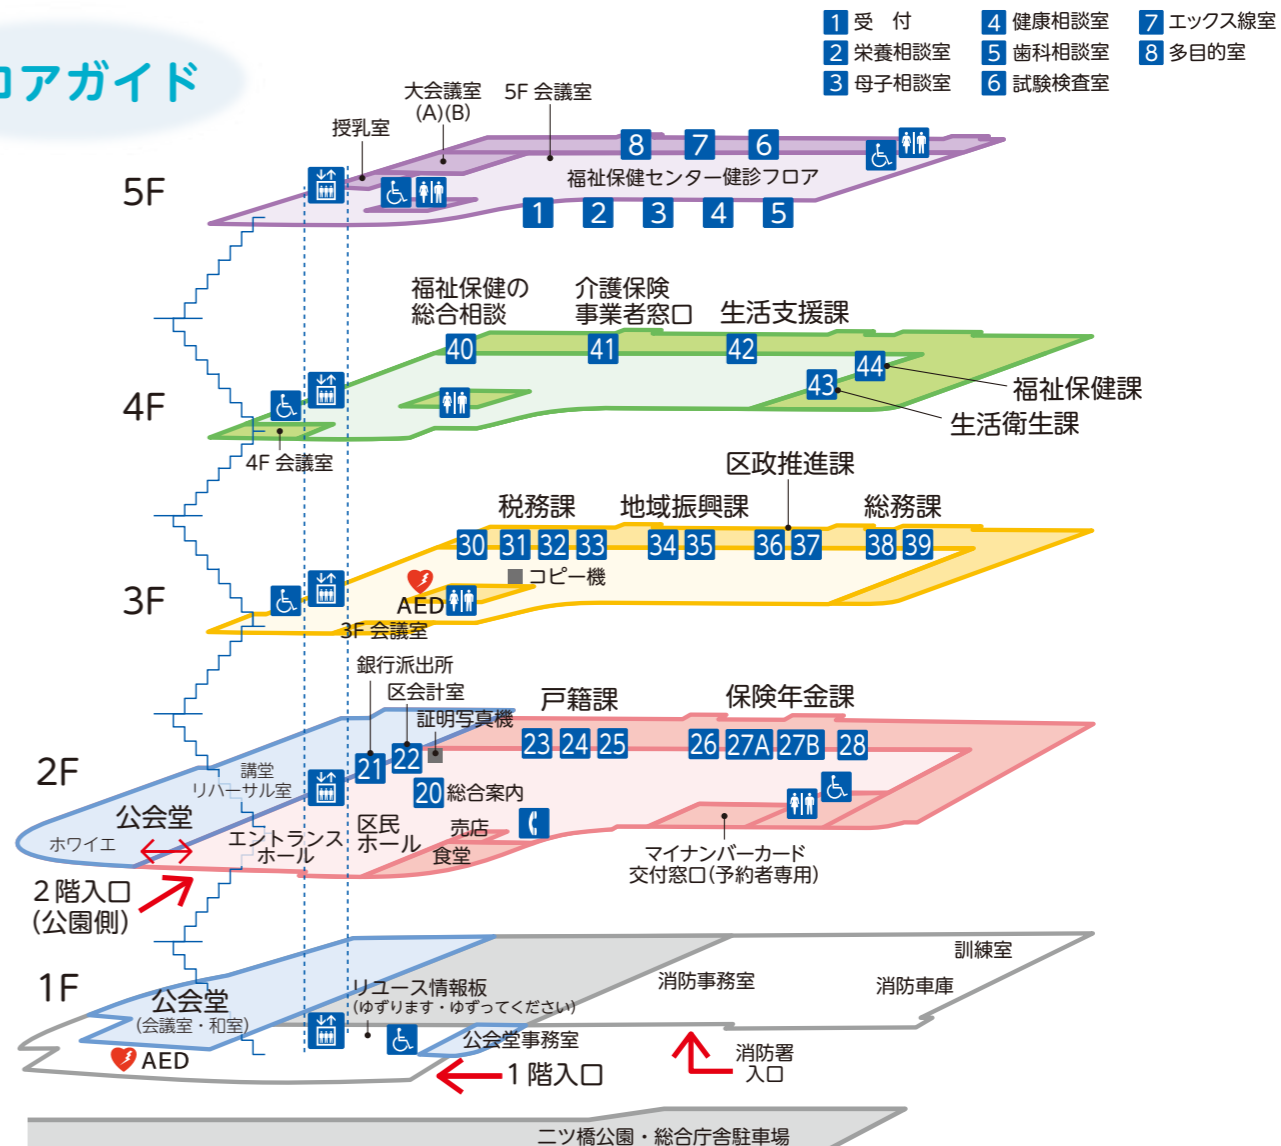 ロアガイド
1 受　付
2 栄養相談室
3 母子相談室
4 健康相談室
5 歯科相談室
6 試験検査室
7 エックス線室
8 多目的室
5F
授乳室
大会議室
(A)(B)
5F 会議室
8 7 6
福祉保健センター健診フロア
1 2 3 4 5
4F
福祉保健の
総合相談
介護保険
事業者窓口
生活支援課
40 41 42
43 44
福祉保健課
生活衛生課
4F 会議室
3F
区政推進課
税務課
地域振興課
総務課
30 31 32 33 34 35 36 37 38 39
コピー機
AED
3F 会議室
2F
銀行派出所
区会計室
証明写真機
戸籍課
保険年金課
21 22 23 24 25 26 27A 27B 28
講堂
リハーサル室
20 総合案内
公会堂
ホワイエ
エントランス
ホール
区民
ホール
売店
食堂
マイナンバーカード
交付窓口(予約者専用)
2階入口
(公園側)
1F
訓練室
消防事務室
消防車庫
公会堂
(会議室・和室)
リユース情報板
(ゆずります・ゆずってください)
公会堂事務室
AED
1階入口
消防署
入口
二ツ橋公園・総合庁舎駐車場